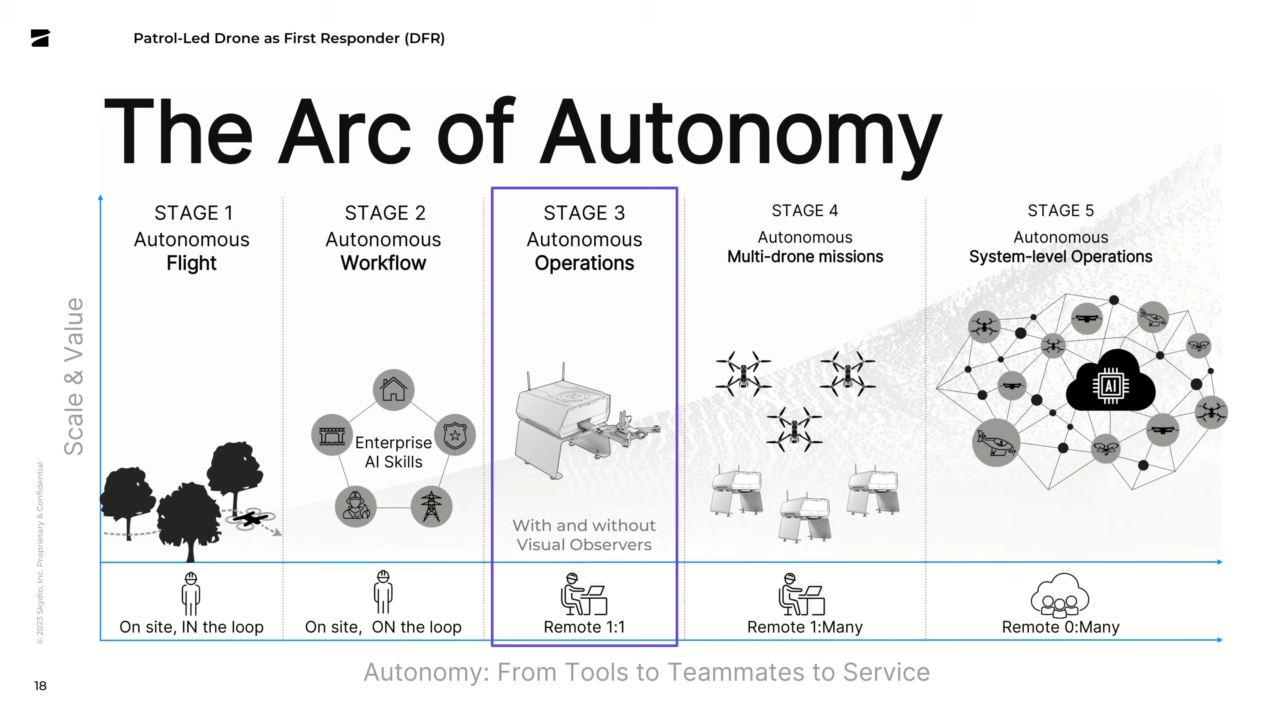 Patrol-Led Drone as First Responder (DFR)
The Arc of Autonomy
Scale & Value
STAGE 1
Autonomous
Flight
STAGE 2
Autonomous
Workflow
Enterprise
AI Skills
STAGE 3
Autonomous
Operations
With and without
Visual Observers
STAGE 4
Autonomous
Multi-drone missions
STAGE 5
Autonomous
System-level Operations
AI
On site, IN the loop
On site, ON the loop
Remote 1:1
Remote 1:Many
Remote 0:Many
Autonomy: From Tools to Teammates to Service
© 2023 Skydio, Inc. Proprietary & Confidential
18